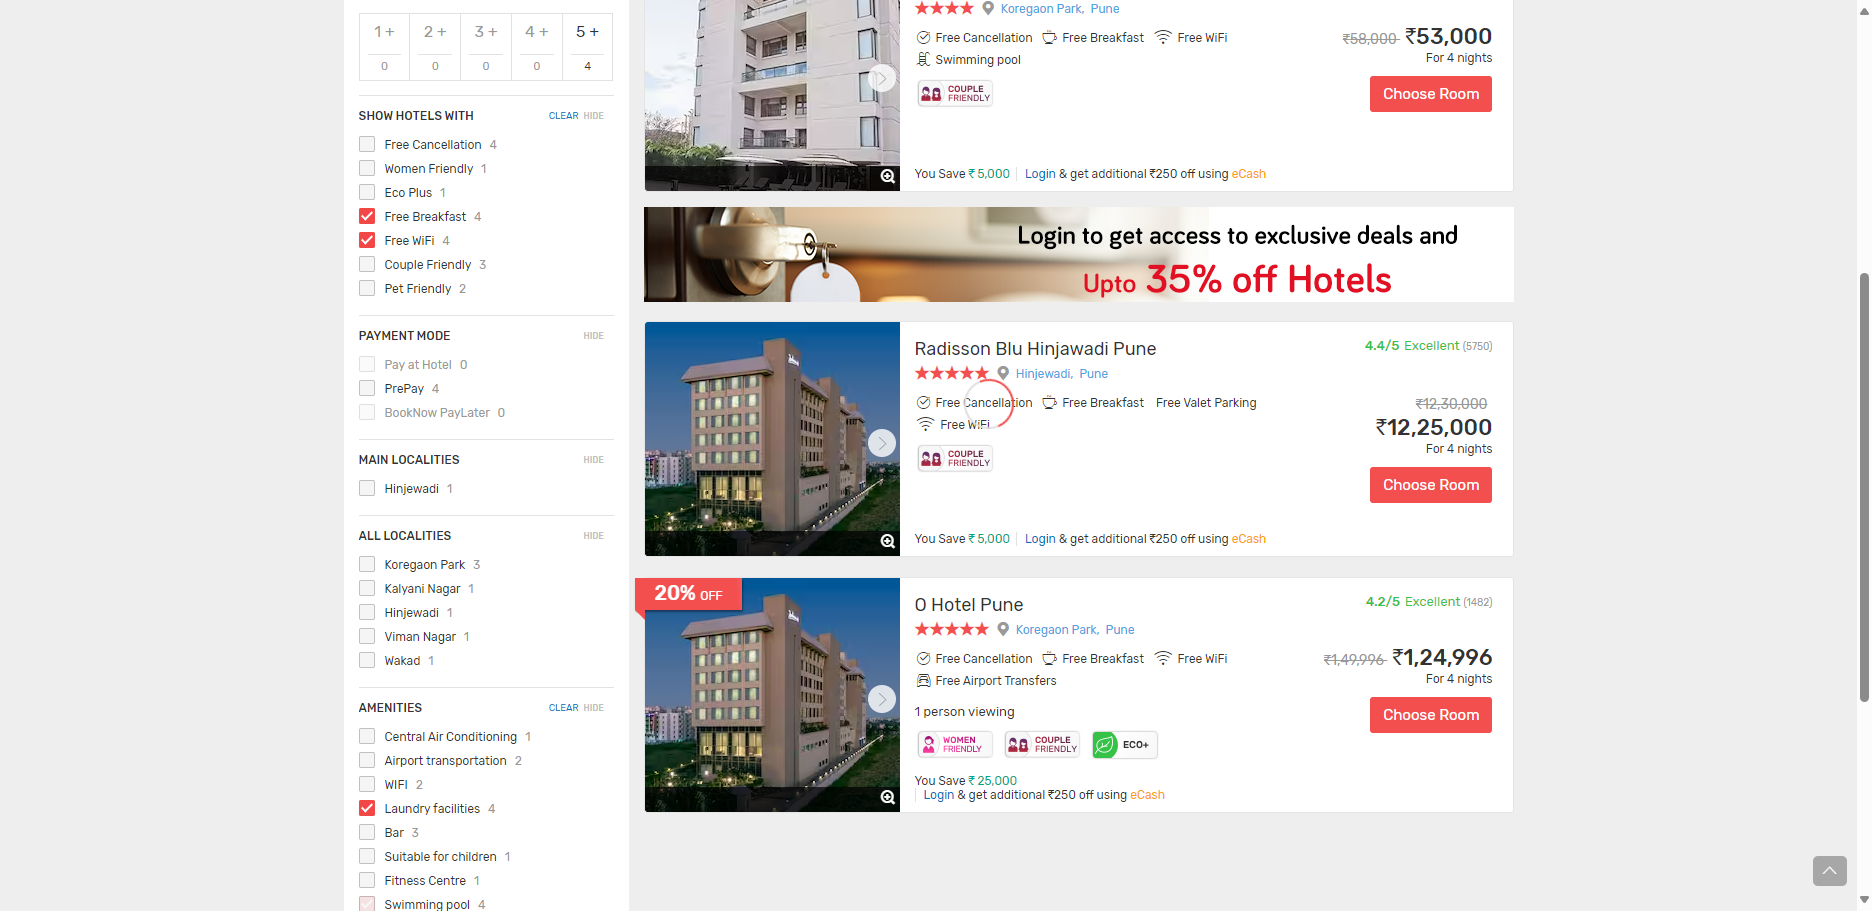 1 + 2 + 3 + 4 + 5 +
0 0 0 0 4
SHOW HOTELS WITH CLEAR HIDE
Free Cancellation 4
Women Friendly 1
Eco Plus 1
Free Breakfast 4
Free WiFi 4
Couple Friendly 3
Pet Friendly 2
PAYMENT MODE HIDE
Pay at Hotel 0
PrePay 4
BookNow PayLater 0
MAIN LOCALITIES HIDE
Hinjewadi 1
ALL LOCALITIES HIDE
Koregaon Park 3
Kalyani Nagar 1
Hinjewadi 1
Viman Nagar 1
Wakad 1
AMENITIES CLEAR HIDE
Central Air Conditioning 1
Airport transportation 2
WIFI 2
Laundry facilities 4
Bar 3
Suitable for children 1
Fitness Centre 1
Swimming pool 4
Koregaon Park, Pune
Free Cancellation Free Breakfast Free WiFi
Swimming pool
COUPLE
FRIENDLY
₹58,000 ₹53,000
For 4 nights
Choose Room
You Save ₹ 5,000 Login & get additional ₹250 off using eCash
Login to get access to exclusive deals and
Upto 35% off Hotels
Radisson Blu Hinjawadi Pune
4.4/5 Excellent (5750)
Hinjewadi, Pune
Free Cancellation Free Breakfast Free Valet Parking
Free WiFi
COUPLE
FRIENDLY
₹12,30,000
₹12,25,000
For 4 nights
Choose Room
You Save ₹ 5,000 Login & get additional ₹250 off using eCash
20% OFF
O Hotel Pune
4.2/5 Excellent (1482)
Koregaon Park, Pune
Free Cancellation Free Breakfast Free WiFi
Free Airport Transfers
₹1,49,996 ₹1,24,996
For 4 nights
Choose Room
1 person viewing
WOMEN
FRIENDLY
COUPLE
FRIENDLY
ECO+
You Save ₹ 25,000
Login & get additional ₹250 off using eCash